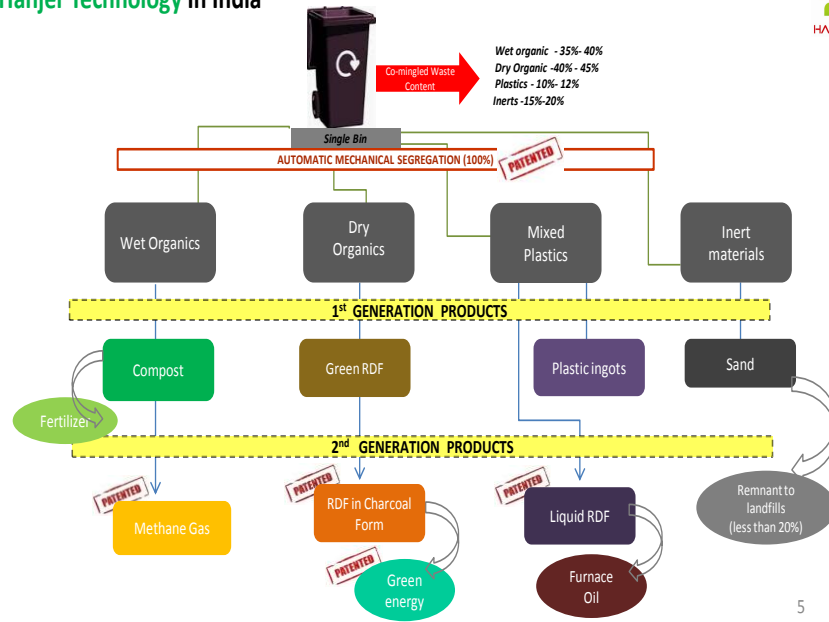 Hanjer Technology in India
HA
Co-mingled Waste
Content
Wet organic - 35%- 40%
Dry Organic -40% - 45%
Plastics - 10%- 12%
Inerts -15%-20%
Single Bin
AUTOMATIC MECHANICAL SEGREGATION (100%)
PATENTED
Wet Organics
Dry
Organics
Mixed
Plastics
Inert
materials
1st GENERATION PRODUCTS
Compost
Green RDF
Plastic ingots
Sand
Fertilizer
2nd GENERATION PRODUCTS
PATENTED
Methane Gas
PATENTED
RDF in Charcoal
Form
PATENTED
Liquid RDF
Remnant to
landfills
(less than 20%)
PATENTED
Green
energy
Furnace
Oil
5